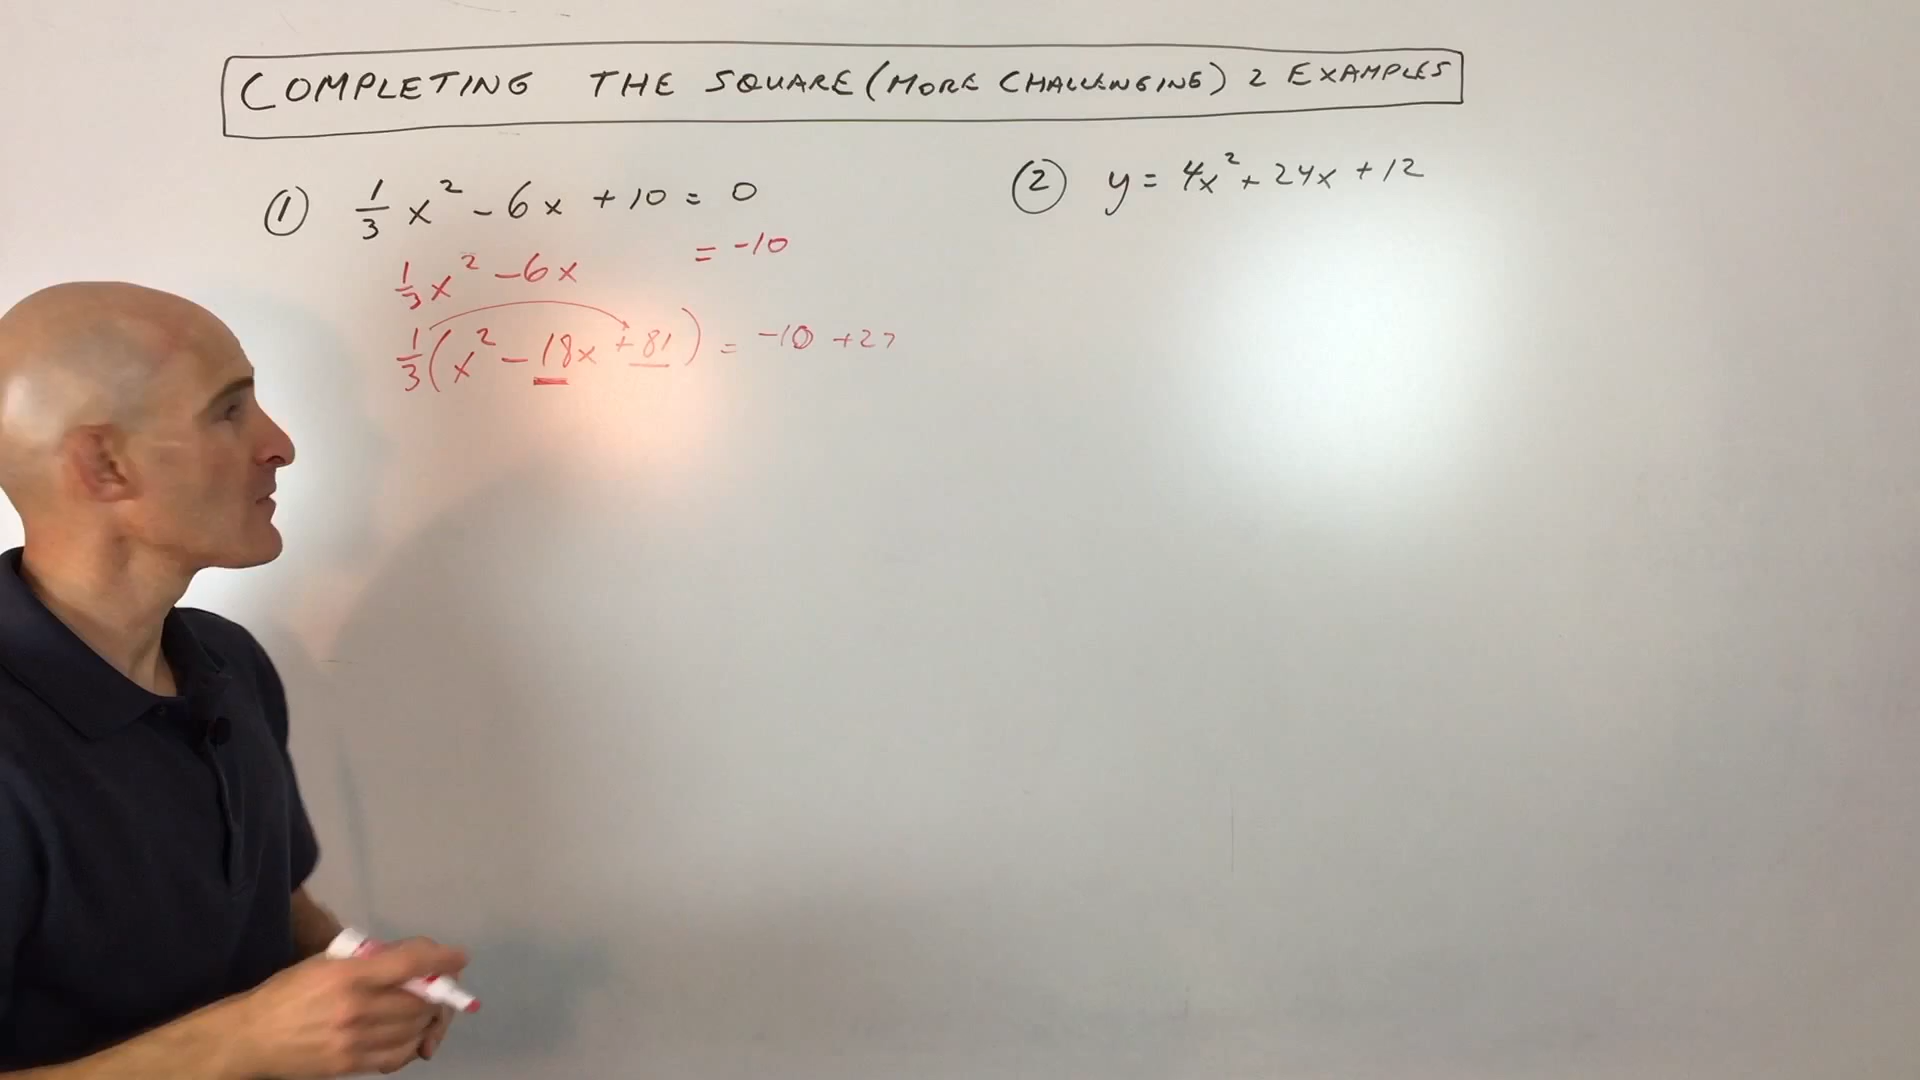 COMPLETING THE SQUARE (MORE CHALLENGING) 2 EXAMPLES
① 1/3 x² - 6x + 10 = 0
1/3 x² - 6x = -10
1/3 (x² - 18x + 81) = -10 + 27
② y = 4x² + 24x + 12